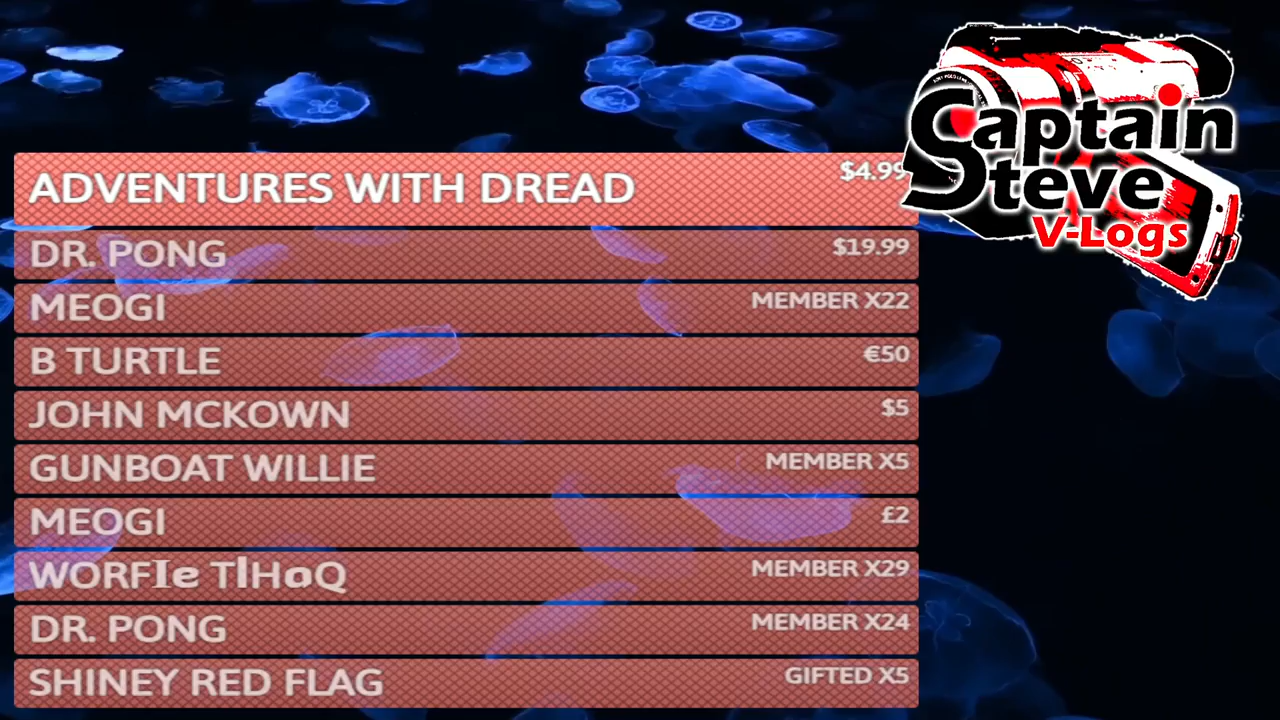 ADVENTURES WITH DREAD $4.99
DR. PONG $19.99
MEOGI MEMBER X22
B TURTLE €50
JOHN MCKOWN $5
GUNBOAT WILLIE MEMBER X5
MEOGI £2
WORFIe TlHaQ MEMBER X29
DR. PONG MEMBER X24
SHINEY RED FLAG GIFTED X5
Captain
Steve
V-Logs